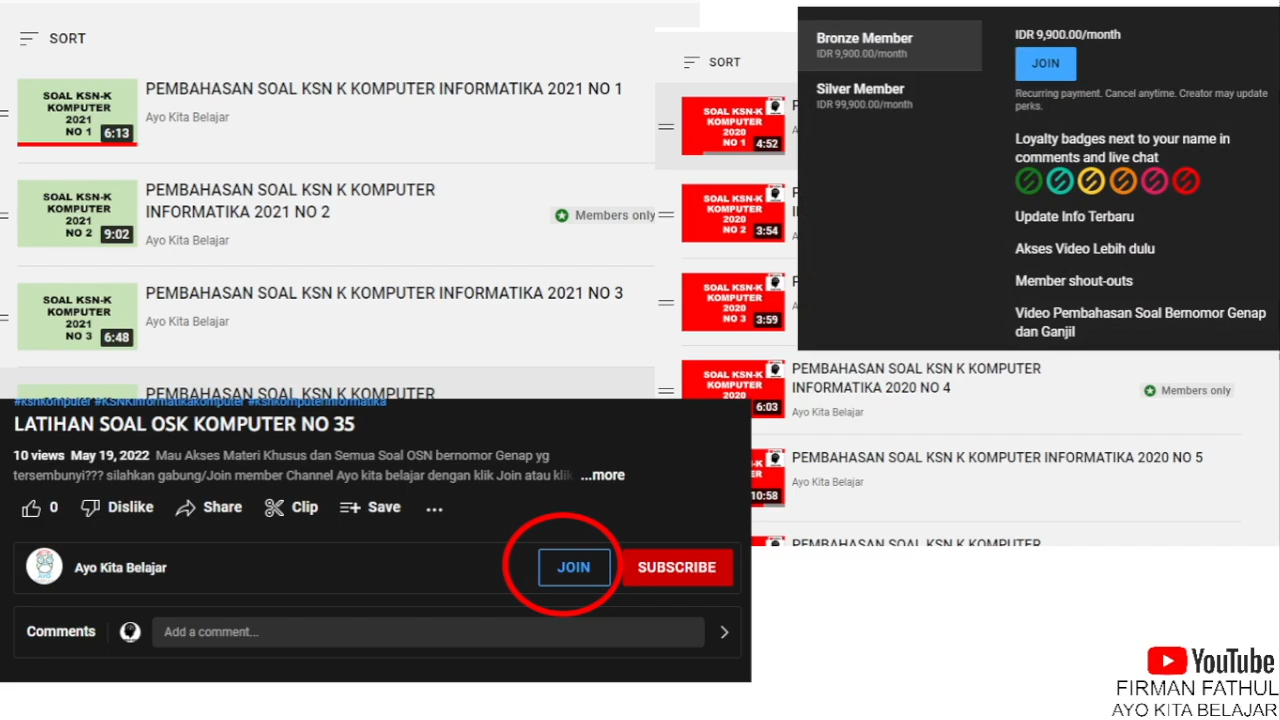 SORT
SOAL KSN-K
KOMPUTER
2021
NO 1
6:13
PEMBAHASAN SOAL KSN K KOMPUTER INFORMATIKA 2021 NO 1
Ayo Kita Belajar
SOAL KSN-K
KOMPUTER
2021
NO 2
9:02
PEMBAHASAN SOAL KSN K KOMPUTER
INFORMATIKA 2021 NO 2
Members only
Ayo Kita Belajar
SOAL KSN-K
KOMPUTER
2021
NO 3
6:48
PEMBAHASAN SOAL KSN K KOMPUTER INFORMATIKA 2021 NO 3
Ayo Kita Belajar
PEMBAHASAN SOAL KSN K KOMPUTER
SORT
SOAL KSN-K
KOMPUTER
2020
NO 1
4:52
SOAL KSN-K
KOMPUTER
2020
NO 2
3:54
SOAL KSN-K
KOMPUTER
2020
NO 3
3:59
SOAL KSN-K
KOMPUTER
6:03
PEMBAHASAN SOAL KSN K KOMPUTER
INFORMATIKA 2020 NO 4
Members only
Ayo Kita Belajar
10:58
PEMBAHASAN SOAL KSN K KOMPUTER INFORMATIKA 2020 NO 5
Ayo Kita Belajar
PEMBAHASAN SOAL KSN K KOMPUTER
Bronze Member
IDR 9,900.00/month
Silver Member
IDR 99,900.00/month
IDR 9,900.00/month
JOIN
Recurring payment. Cancel anytime. Creator may update
perks.
Loyalty badges next to your name in
comments and live chat
Update Info Terbaru
Akses Video Lebih dulu
Member shout-outs
Video Pembahasan Soal Bernomor Genap
dan Ganjil
#ksnkomputer #KSNKinformatikakomputer #ksnkomputerinformatika
LATIHAN SOAL OSK KOMPUTER NO 35
10 views May 19, 2022 Mau Akses Materi Khusus dan Semua Soal OSN bernomor Genap yg
tersembunyi??? silahkan gabung/Join member Channel Ayo kita belajar dengan klik Join atau klik ...more
0 Dislike Share Clip Save ...
Ayo Kita Belajar
JOIN
SUBSCRIBE
Comments
Add a comment...
YouTube
FIRMAN FATHUL
AYO KITA BELAJAR